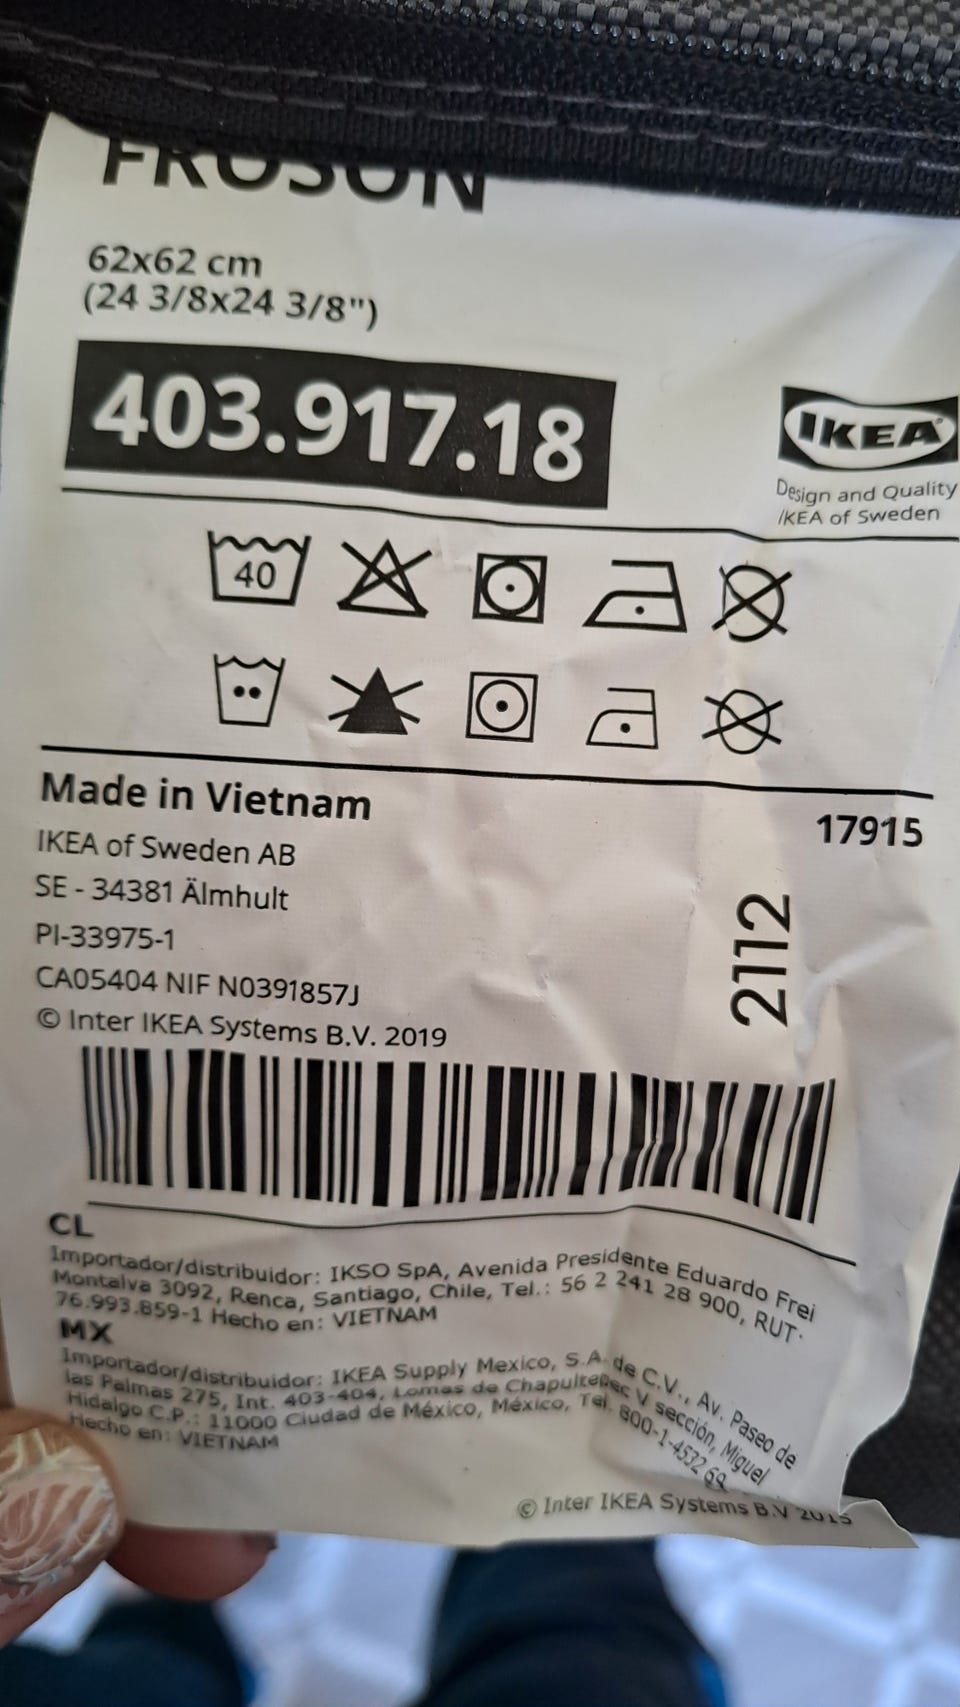 FRÖSÖN
62x62 cm
(24 3/8x24 3/8")
403.917.18
IKEA®
Design and Quality
IKEA of Sweden
40
Made in Vietnam
17915
IKEA of Sweden AB
SE - 34381 Älmhult
PI-33975-1
CA05404 NIF N0391857J
© Inter IKEA Systems B.V. 2019
2112
CL
Importador/distribuidor: IKSO SpA, Avenida Presidente Eduardo Frei
Montalva 3092, Renca, Santiago, Chile, Tel.: 56 2 241 28 900, RUT:
76.993.859-1 Hecho en: VIETNAM
MX
Importador/distribuidor: IKEA Supply Mexico, S.A. de C.V., Av. Paseo de
las Palmas 275, Int. 403-404, Lomas de Chapultepec V sección, Miguel
Hidalgo C.P.: 11000 Ciudad de México, México, Tel. 800-1-4532 69
Hecho en: VIETNAM
© Inter IKEA Systems B.V